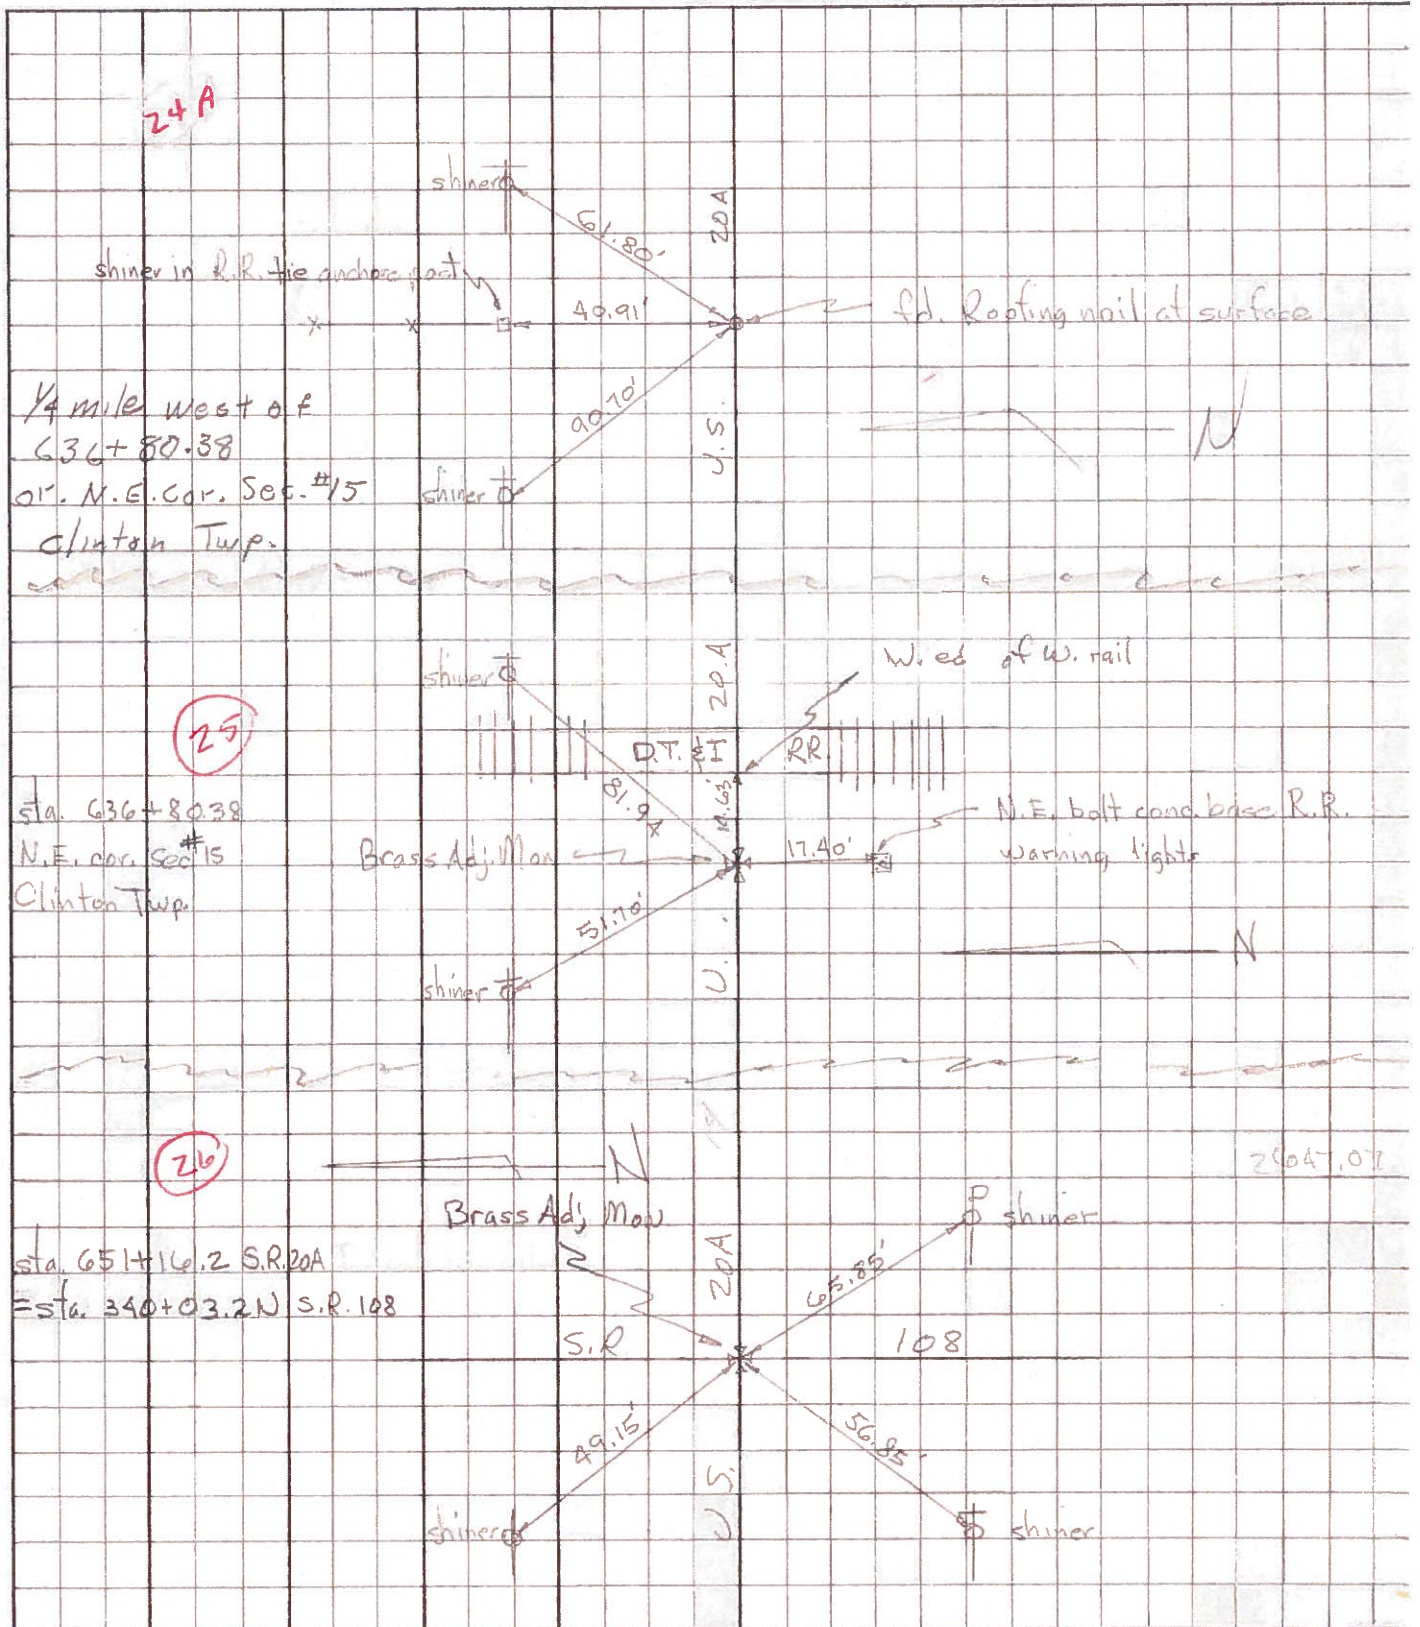 24 A
shiner
61.80'
20A
shiner in R.R. tie anchor post
40.91'
fd. Roofing nail at surface
90.70'
U.S.
N
1/4 mile west of
636+80.38
or. N.E. cor. Sec. #15
Clinton Twp.
shiner
W. ed of W. rail
shiner
20.A
25
D.T. & I
RR.
81.94
14.63'
sta. 636+80.38
N.E. cor. Sec #15
Clinton Twp.
Brass Adj. Mon
17.40'
N.E. bolt conc. base R.R.
warning lights
51.70'
U.
N
shiner
26
N
Brass Adj. Mon
shiner
sta. 651+16.2 S.R. 20A
=sta. 340+03.2N S.R. 108
20A
65.85'
S.R
108
49.15'
56.85'
U.S.
shiner
shiner